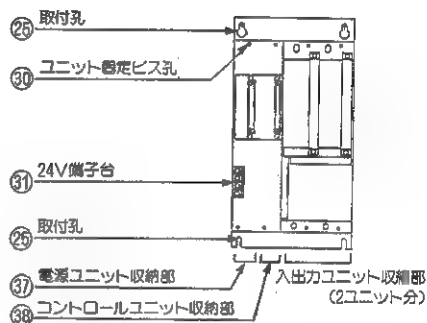 ㉖ 取付孔
㉚ ユニット固定ビス孔
㉛ 24V端子台
㉖ 取付孔
㊲ 電源ユニット収納部
㊳ コントロールユニット収納部
入出力ユニット収納部
(2ユニット分)